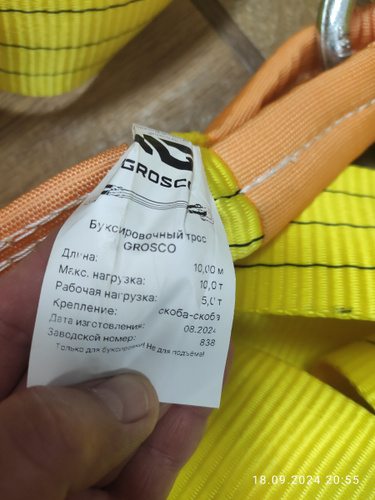 GROSCO
Буксировочный трос
GROSCO
Длина: 10,00 м
Макс. нагрузка: 10,0 т
Рабочая нагрузка: 5,0 т
Крепление: скоба-скоба
Дата изготовления: 08.2024
Заводской номер: 838
Только для буксировки! Не для подъёма!
18.09.2024 20:55